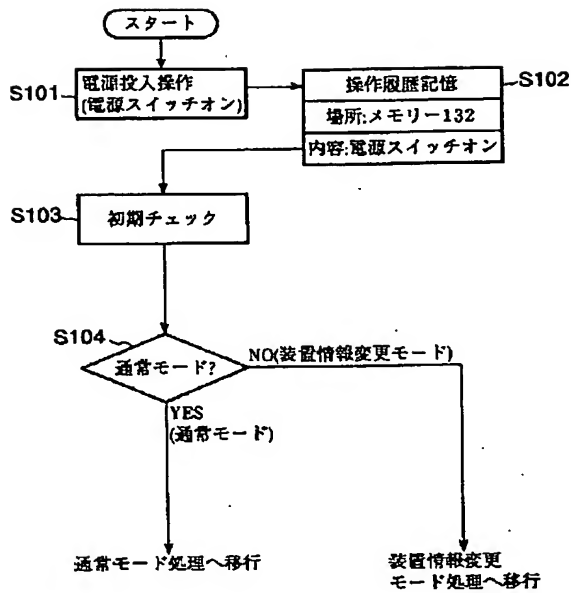 スタート
S101
電源投入操作
(電源スイッチオン)
操作履歴記憶
S102
場所:メモリー132
内容:電源スイッチオン
S103
初期チェック
S104
通常モード?
NO(装置情報変更モード)
YES
(通常モード)
通常モード処理へ移行
装置情報変更
モード処理へ移行